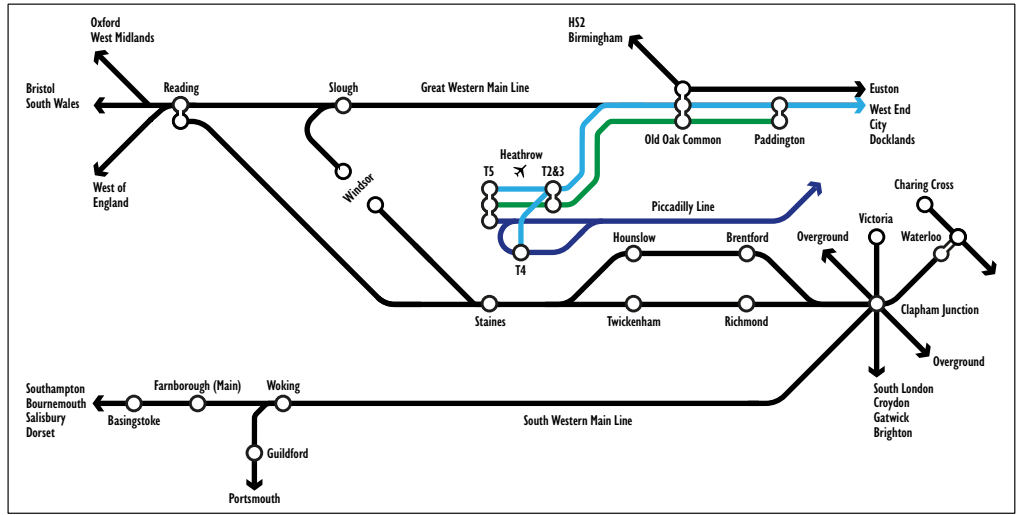 Oxford
West Midlands
HS2
Birmingham
Bristol
South Wales
Reading
Slough
Great Western Main Line
Euston
West End
City
Docklands
Old Oak Common
Paddington
Heathrow
T5
T2&3
West of
England
Windsor
Charing Cross
Piccadilly Line
Victoria
Hounslow
Brentford
Overground
Waterloo
T4
Staines
Twickenham
Richmond
Clapham Junction
Overground
Southampton
Bournemouth
Salisbury
Dorset
Farnborough (Main)
Woking
Basingstoke
South Western Main Line
South London
Croydon
Gatwick
Brighton
Guildford
Portsmouth